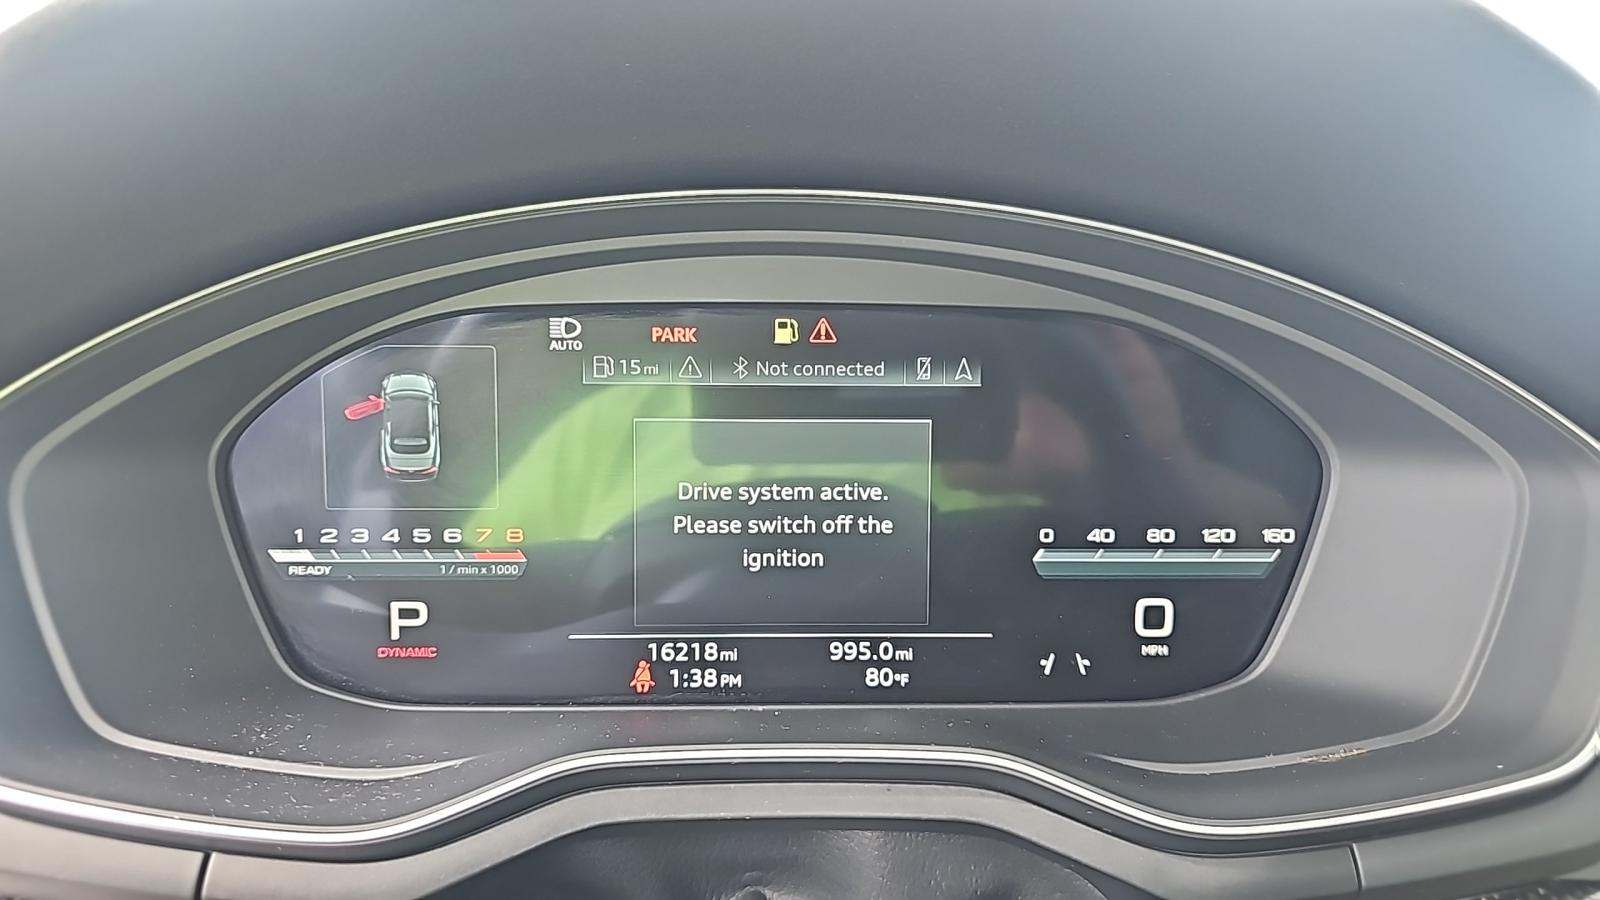 AUTO
PARK
15 mi
Not connected
Drive system active.
Please switch off the
ignition
1 2 3 4 5 6 7 8
READY
1 / min x 1000
0 40 80 120 160
P
DYNAMIC
0
MPH
16218 mi
995.0 mi
1:38 PM
80°F